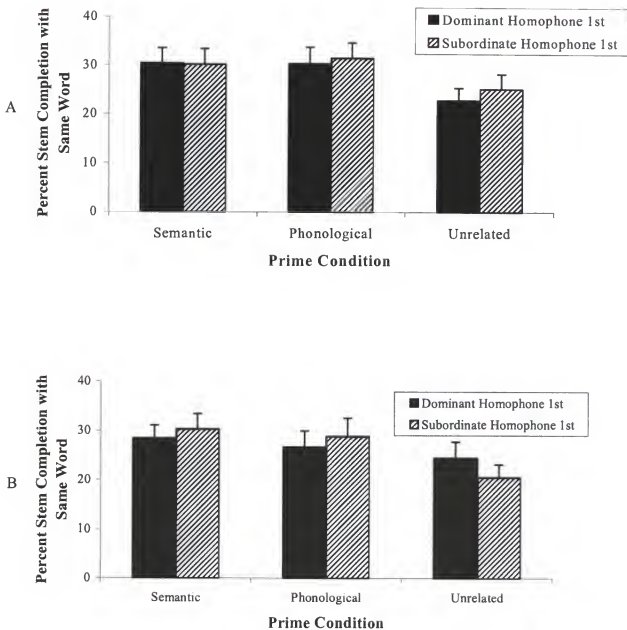 A
Percent Stem Completion with
Same Word
40
30
20
10
0
Dominant Homophone 1st
Subordinate Homophone 1st
Semantic Phonological Unrelated
Prime Condition
B
Percent Stem Completion with
Same Word
40
30
20
10
0
Dominant Homophone 1st
Subordinate Homophone 1st
Semantic Phonological Unrelated
Prime Condition